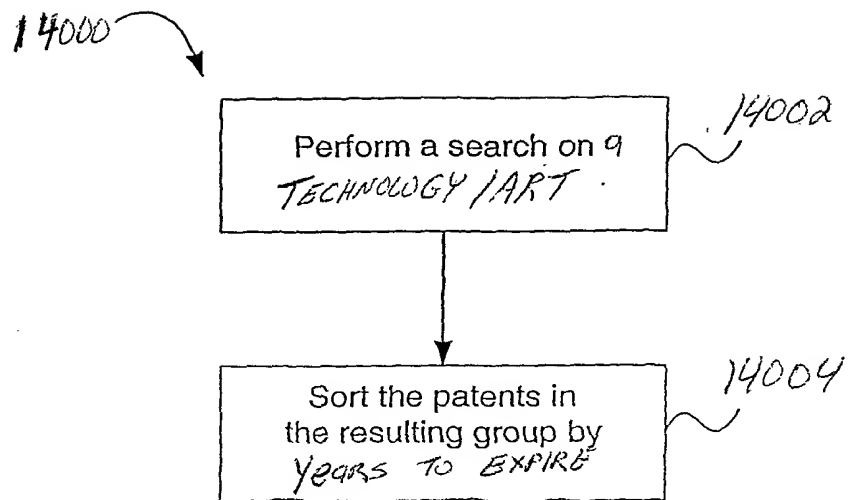 14000
14002
Perform a search on a
TECHNOLOGY / ART.
14004
Sort the patents in
the resulting group by
years TO EXPIRE